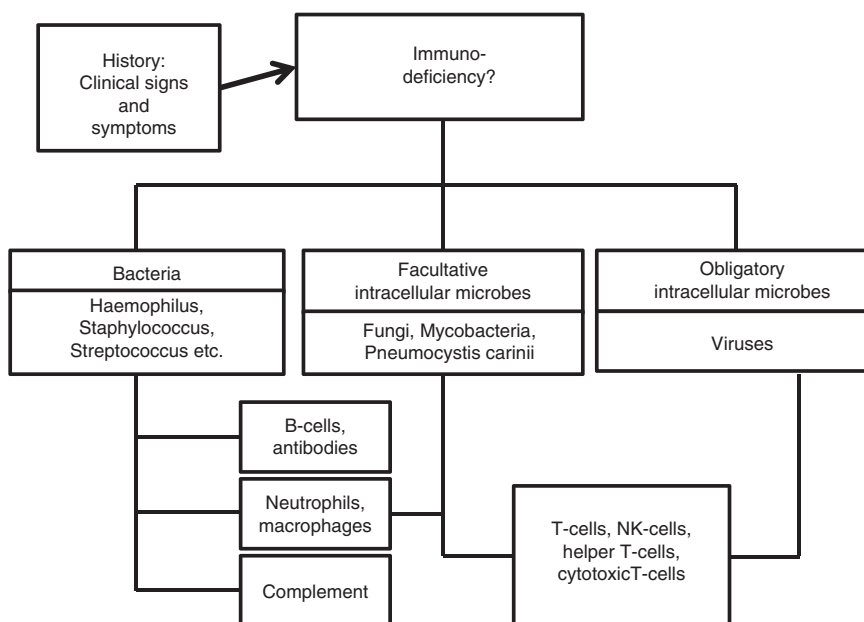 History:
Clinical signs
and
symptoms
Immuno-
deficiency?
Bacteria
Haemophilus,
Staphylococcus,
Streptococcus etc.
Facultative
intracellular microbes
Fungi, Mycobacteria,
Pneumocystis carinii
Obligatory
intracellular microbes
Viruses
B-cells,
antibodies
Neutrophils,
macrophages
Complement
T-cells, NK-cells,
helper T-cells,
cytotoxicT-cells